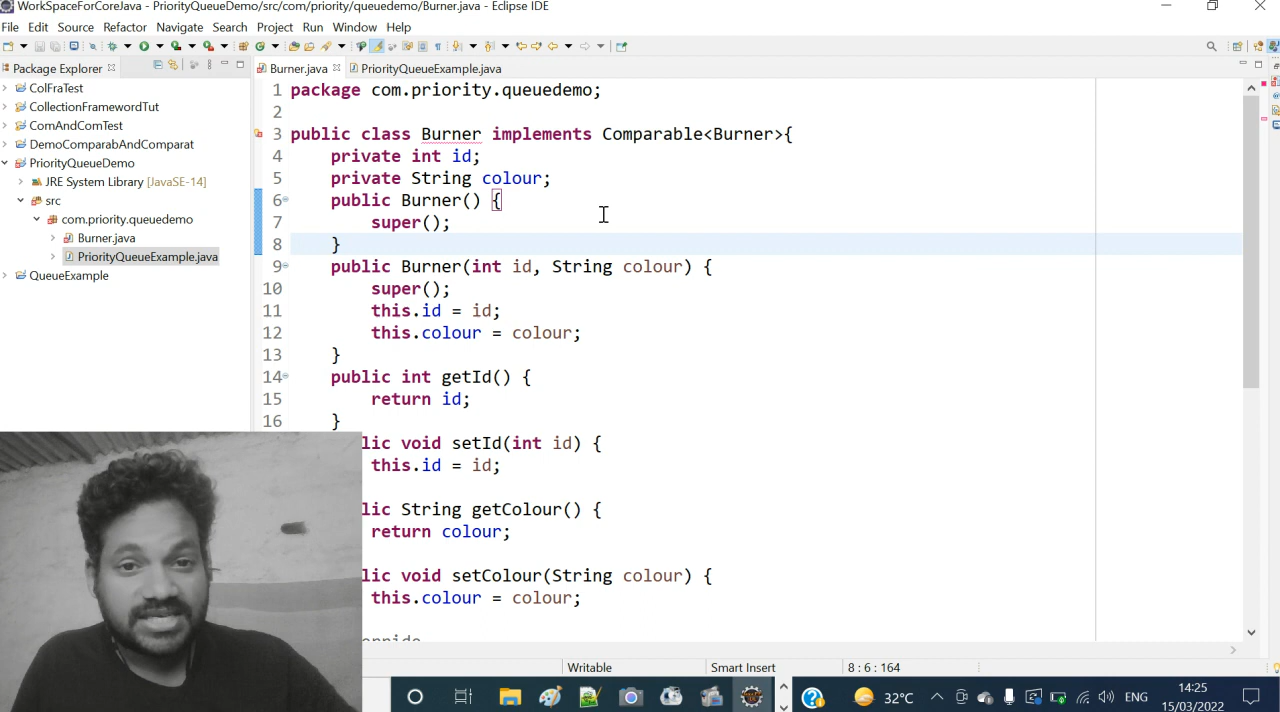 WorkSpaceForCoreJava - PriorityQueueDemo/src/com/priority/queuedemo/Burner.java - Eclipse IDE
File Edit Source Refactor Navigate Search Project Run Window Help
Package Explorer
Burner.java PriorityQueueExample.java
ColFraTest
CollectionFramewordTut
ComAndComTest
DemoComparabAndComparat
PriorityQueueDemo
JRE System Library [JavaSE-14]
src
com.priority.queuedemo
Burner.java
PriorityQueueExample.java
QueueExample
1 package com.priority.queuedemo;
2
3 public class Burner implements Comparable<Burner>{
4 private int id;
5 private String colour;
6 public Burner() {
7 super();
8 }
9 public Burner(int id, String colour) {
10 super();
11 this.id = id;
12 this.colour = colour;
13 }
14 public int getId() {
15 return id;
16 }
lic void setId(int id) {
this.id = id;
lic String getColour() {
return colour;
lic void setColour(String colour) {
this.colour = colour;
Writable Smart Insert 8 : 6 : 164
32°C ENG 14:25
15/03/2022